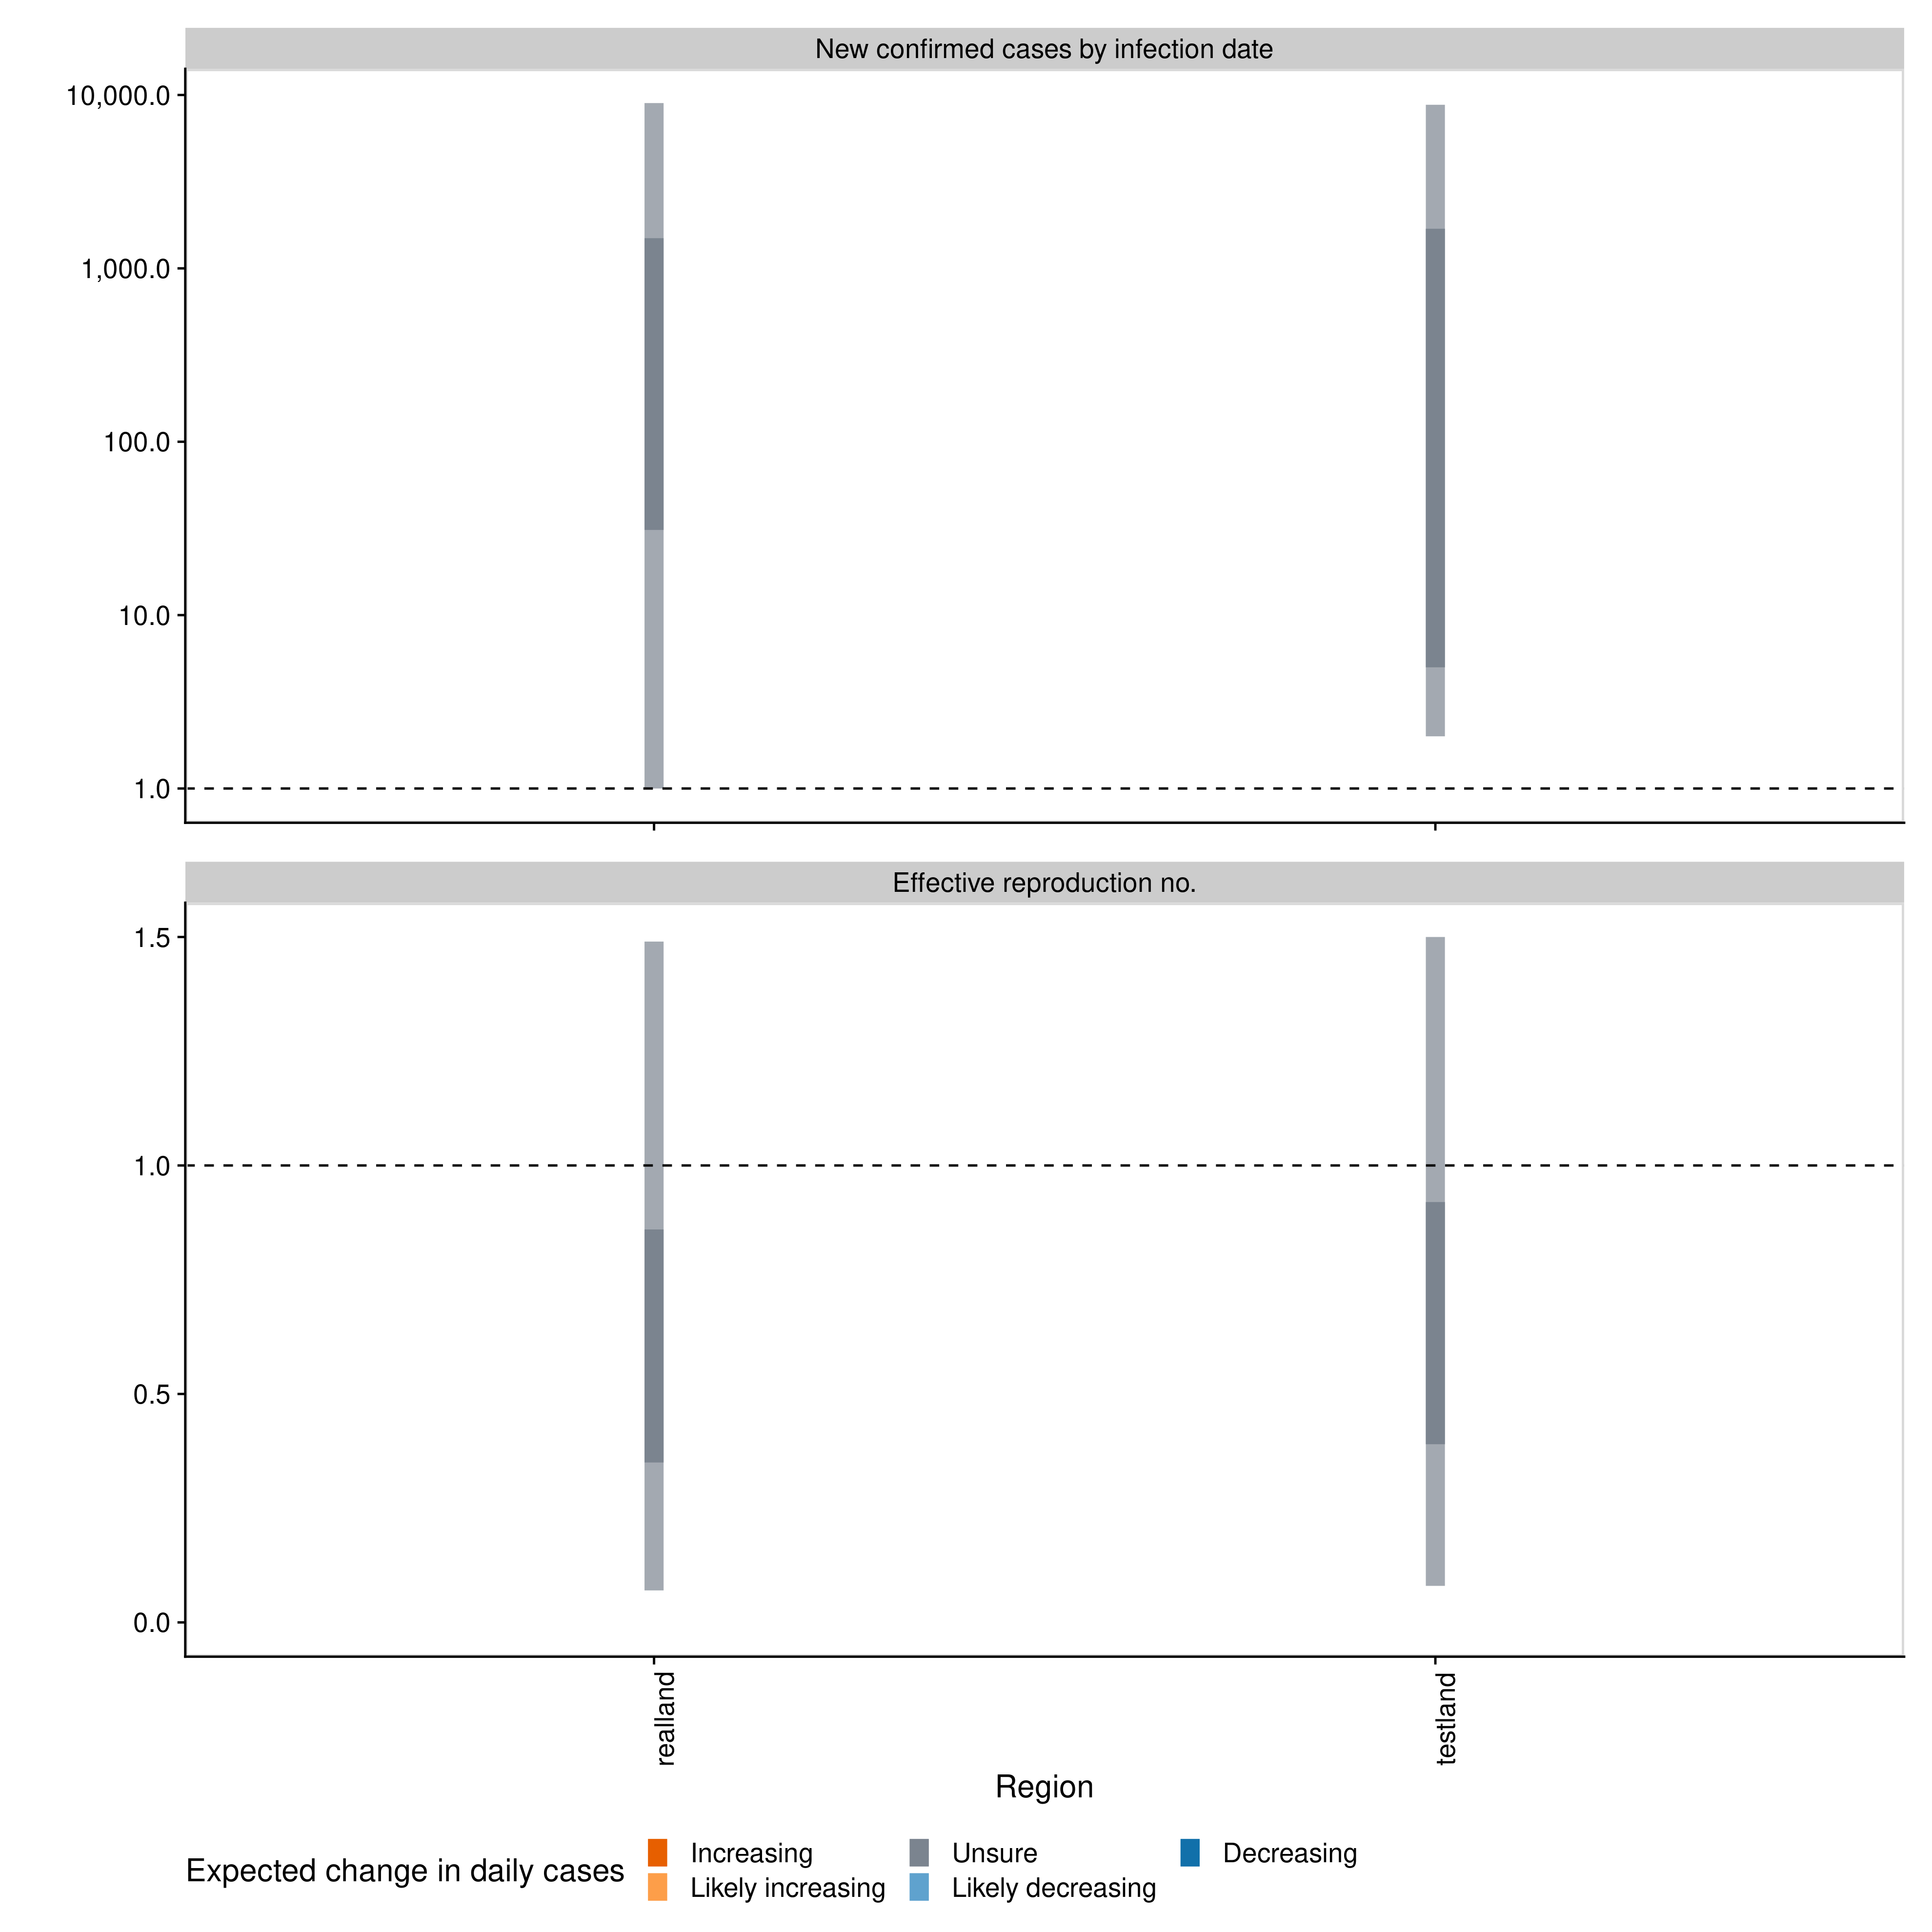 New confirmed cases by infection date
10,000.0
1,000.0
100.0
10.0
1.0
Effective reproduction no.
1.5
1.0
0.5
0.0
realland
testland
Region
Expected change in daily cases
Increasing
Unsure
Decreasing
Likely increasing
Likely decreasing